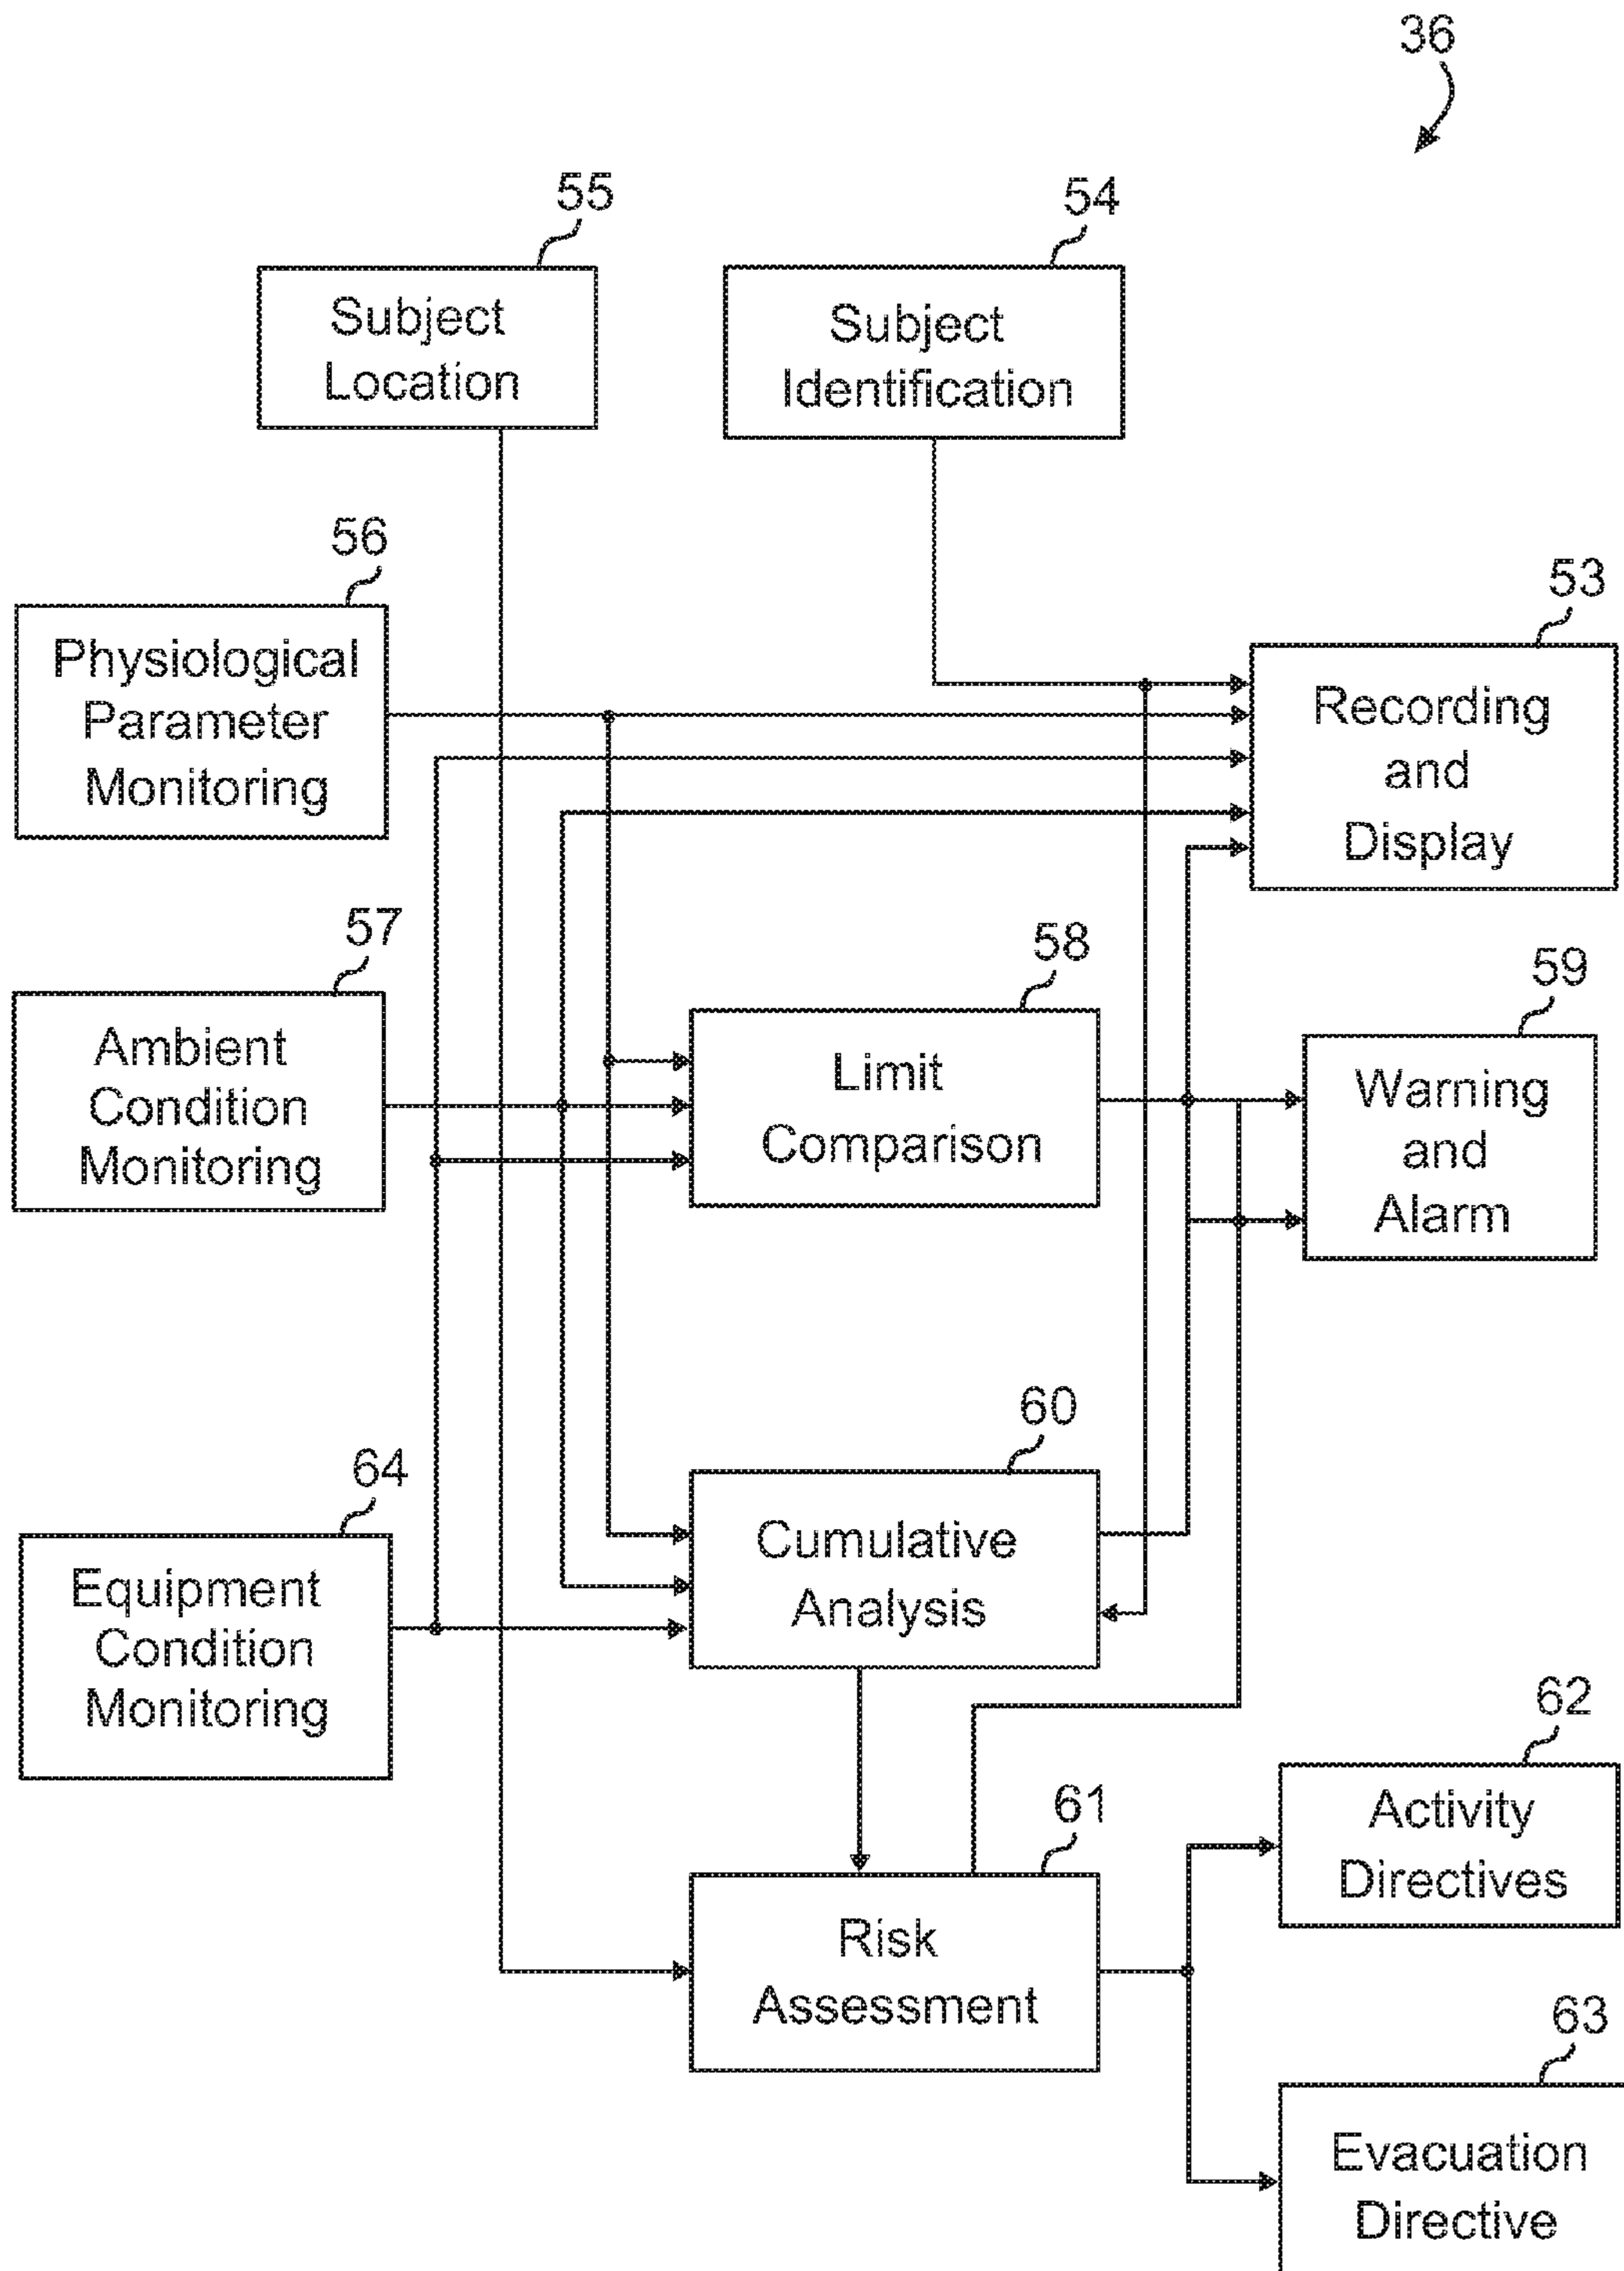 36
55
54
Subject
Location
Subject
Identification
56
Physiological
Parameter
Monitoring
53
Recording
and
Display
57
Ambient
Condition
Monitoring
58
Limit
Comparison
59
Warning
and
Alarm
60
Cumulative
Analysis
64
Equipment
Condition
Monitoring
62
Activity
Directives
61
Risk
Assessment
63
Evacuation
Directive